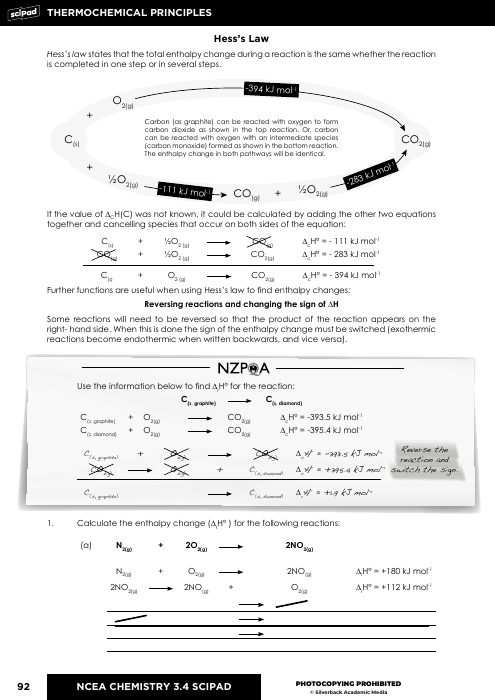 scipad THERMOCHEMICAL PRINCIPLES
Hess's Law
Hess's law states that the total enthalpy change during a reaction is the same whether the reaction
is completed in one step or in several steps.
-394 kJ mol⁻¹
O₂(g)
+
Carbon (as graphite) can be reacted with oxygen to form
carbon dioxide as shown in the top reaction. Or, carbon
can be reacted with oxygen with an intermediate species
(carbon monoxide) formed as shown in the bottom reaction.
The enthalpy change in both pathways will be identical.
C(s)
CO₂(g)
+
½O₂(g)
-111 kJ mol⁻¹
CO(g) + ½O₂(g)
-283 kJ mol⁻¹
If the value of ΔcH(C) was not known, it could be calculated by adding the other two equations
together and cancelling species that occur on both sides of the equation:
C(s) + ½O₂ (g) → CO(g) ΔcH° = - 111 kJ mol⁻¹
CO(g) + ½O₂ (g) → CO₂(g) ΔcH° = - 283 kJ mol⁻¹
C(s) + O₂(g) → CO₂(g) ΔcH° = - 394 kJ mol⁻¹
Further functions are useful when using Hess's law to find enthalpy changes:
Reversing reactions and changing the sign of ΔH
Some reactions will need to be reversed so that the product of the reaction appears on the
right- hand side. When this is done the sign of the enthalpy change must be switched (exothermic
reactions become endothermic when written backwards, and vice versa).
NZPQA
Use the information below to find ΔrH° for the reaction:
C(s, graphite) → C(s, diamond)
C(s, graphite) + O₂(g) → CO₂(g) ΔcH° = -393.5 kJ mol⁻¹
C(s, diamond) + O₂(g) → CO₂(g) ΔcH° = -395.4 kJ mol⁻¹
C(s, graphite) + O₂(g) → CO₂(g) ΔcH° = -393.5 kJ mol⁻¹
CO₂(g) → O₂(g) + C(s, diamond) ΔcH° = +395.4 kJ mol⁻¹
Reverse the
reaction and
switch the sign.
C(s, graphite) → C(s, diamond) ΔrH° = +1.9 kJ mol⁻¹
1. Calculate the enthalpy change (ΔrH° ) for the following reactions:
(a) N₂(g) + 2O₂(g) → 2NO₂(g)
N₂(g) + O₂(g) → 2NO(g) ΔrH° = +180 kJ mol⁻¹
2NO₂(g) → 2NO(g) + O₂(g) ΔrH° = +112 kJ mol⁻¹
→
→
→
92 NCEA CHEMISTRY 3.4 SCIPAD
PHOTOCOPYING PROHIBITED
© Silverback Academic Media